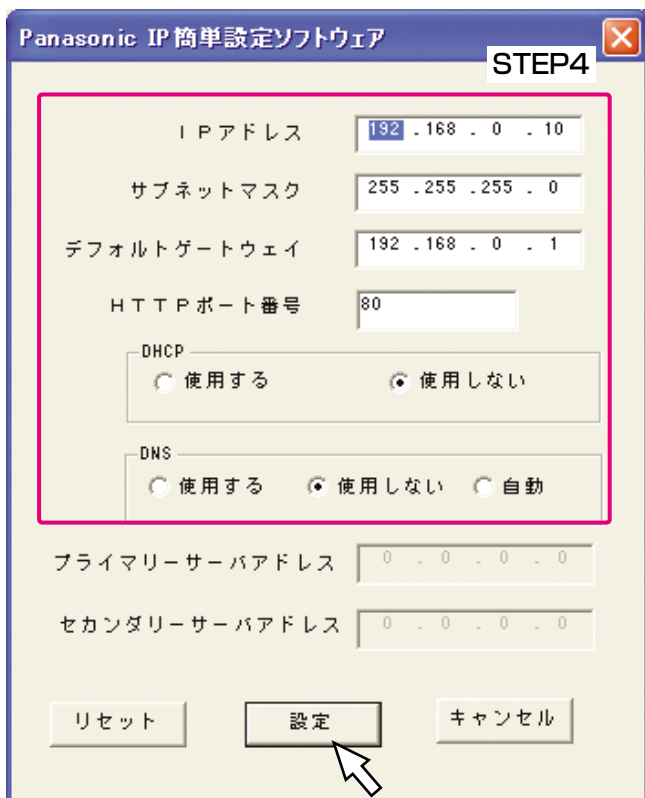 Panasonic IP簡単設定ソフトウェア
STEP4
IPアドレス 192 .168 . 0 . 10
サブネットマスク 255 .255 .255 . 0
デフォルトゲートウェイ 192 .168 . 0 . 1
HTTPポート番号 80
DHCP
使用する 使用しない
DNS
使用する 使用しない 自動
プライマリーサーバアドレス 0 . 0 . 0 . 0
セカンダリーサーバアドレス 0 . 0 . 0 . 0
リセット 設定 キャンセル